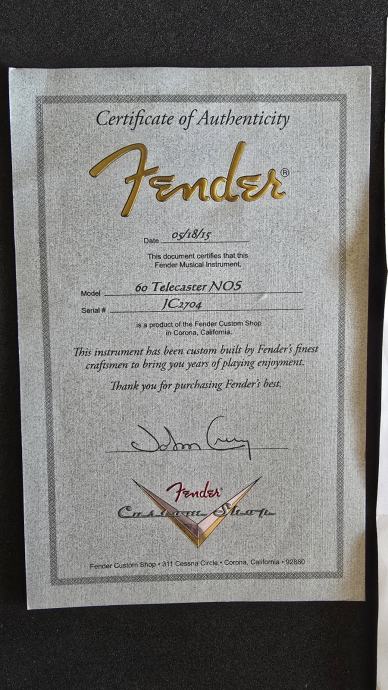 Certificate of Authenticity
Fender®
Date 05/18/15
This document certifies that this
Fender Musical Instrument,
Model 60 Telecaster NOS
Serial # JC2704
is a product of the Fender Custom Shop
in Corona, California.
This instrument has been custom built by Fender's finest
craftsmen to bring you years of playing enjoyment.
Thank you for purchasing Fender's best.
John Cruz
Fender
Custom Shop
Fender Custom Shop • 311 Cessna Circle • Corona, California • 92880